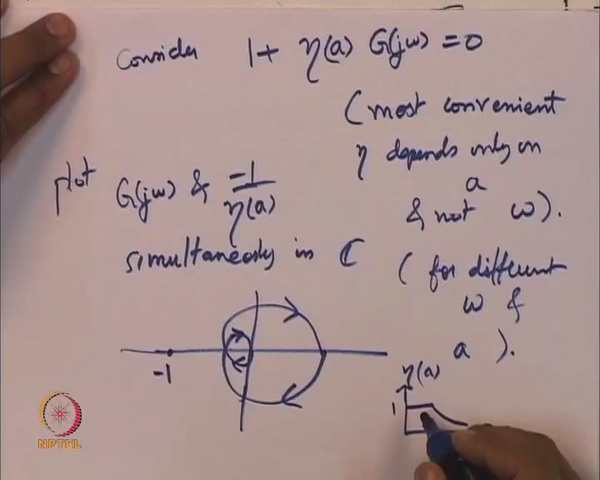 Consider 1 + η(a) G(jω) = 0
( most convenient
η depends only on
a
& not ω).
plot G(jω) & -1/η(a)
simultaneously in ℂ
( for different
ω &
a ).
-1
η(a)
1
NPTEL